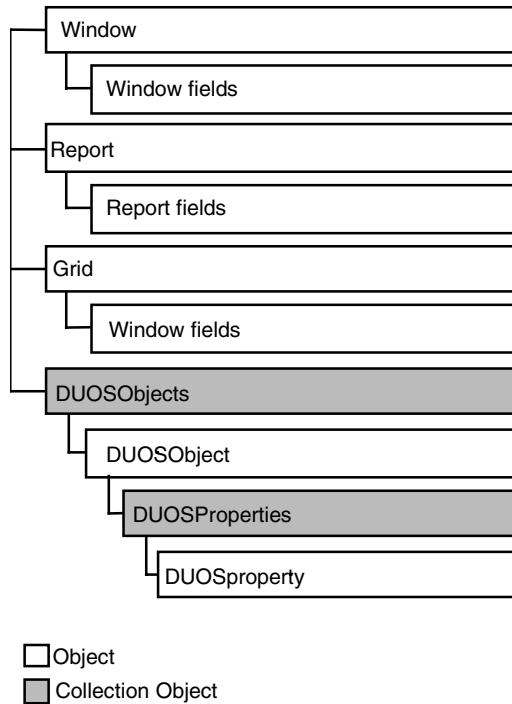 Window
Window fields
Report
Report fields
Grid
Window fields
DUOSObjects
DUOSObject
DUOSProperties
DUOSproperty
Object
Collection Object